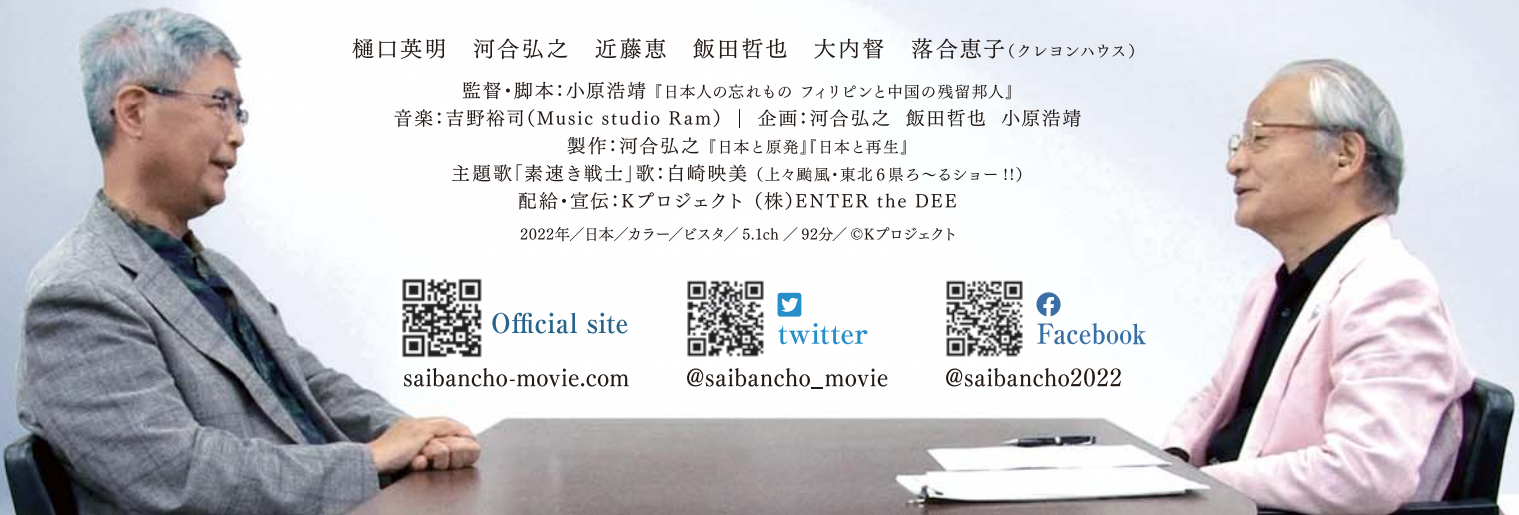 樋口英明　河合弘之　近藤恵　飯田哲也　大内督　落合恵子(クレヨンハウス)
監督・脚本：小原浩靖『日本人の忘れもの フィリピンと中国の残留邦人』
音楽：吉野裕司(Music studio Ram) ｜ 企画：河合弘之 飯田哲也 小原浩靖
製作：河合弘之『日本と原発』『日本と再生』
主題歌「素速き戦士」歌：白崎映美 (上々颱風・東北6県ろ〜るショー!!)
配給・宣伝：Kプロジェクト (株)ENTER the DEE
2022年／日本／カラー／ビスタ／5.1ch／92分／©Kプロジェクト
Official site
saibancho-movie.com
twitter
@saibancho_movie
Facebook
@saibancho2022